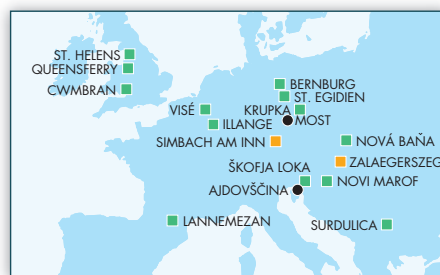 ST. HELENS
QUEENSFERRY
CWMBRAN
BERNBURG
ST. EGIDIEN
VISÉ
KRUPKA
MOST
ILLANGE
SIMBACH AM INN
NOVÁ BAŇA
ZALAEGERSZEG
ŠKOFJA LOKA
NOVI MAROF
AJDOVŠČINA
LANNEMEZAN
SURDULICA